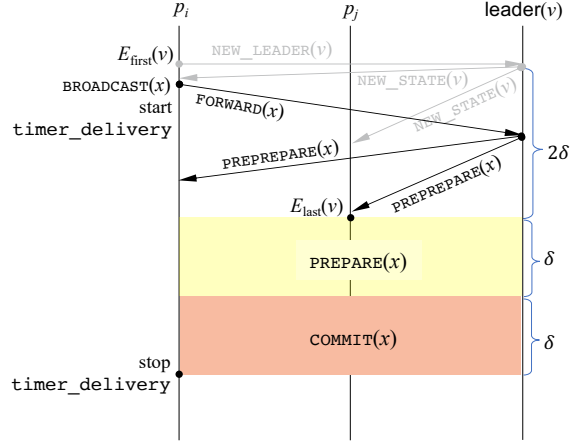 p_i
p_j
leader(v)
E_first(v)
NEW_LEADER(v)
NEW_STATE(v)
BROADCAST(x)
FORWARD(x)
NEW_STATE(v)
start
timer_delivery
PREPREPARE(x)
2δ
PREPREPARE(x)
E_last(v)
PREPARE(x)
δ
COMMIT(x)
δ
stop
timer_delivery